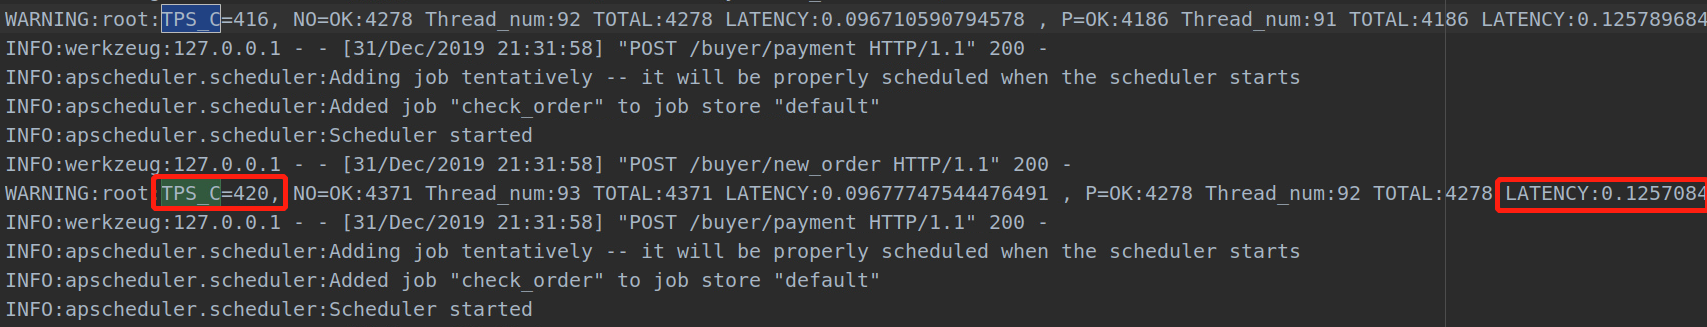 WARNING:root:TPS_C=416, NO=OK:4278 Thread_num:92 TOTAL:4278 LATENCY:0.096710590794578 , P=OK:4186 Thread_num:91 TOTAL:4186 LATENCY:0.125789684
INFO:werkzeug:127.0.0.1 - - [31/Dec/2019 21:31:58] "POST /buyer/payment HTTP/1.1" 200 -
INFO:apscheduler.scheduler:Adding job tentatively -- it will be properly scheduled when the scheduler starts
INFO:apscheduler.scheduler:Added job "check_order" to job store "default"
INFO:apscheduler.scheduler:Scheduler started
INFO:werkzeug:127.0.0.1 - - [31/Dec/2019 21:31:58] "POST /buyer/new_order HTTP/1.1" 200 -
WARNING:root:TPS_C=420, NO=OK:4371 Thread_num:93 TOTAL:4371 LATENCY:0.09677747544476491 , P=OK:4278 Thread_num:92 TOTAL:4278 LATENCY:0.1257084
INFO:werkzeug:127.0.0.1 - - [31/Dec/2019 21:31:58] "POST /buyer/payment HTTP/1.1" 200 -
INFO:apscheduler.scheduler:Adding job tentatively -- it will be properly scheduled when the scheduler starts
INFO:apscheduler.scheduler:Added job "check_order" to job store "default"
INFO:apscheduler.scheduler:Scheduler started